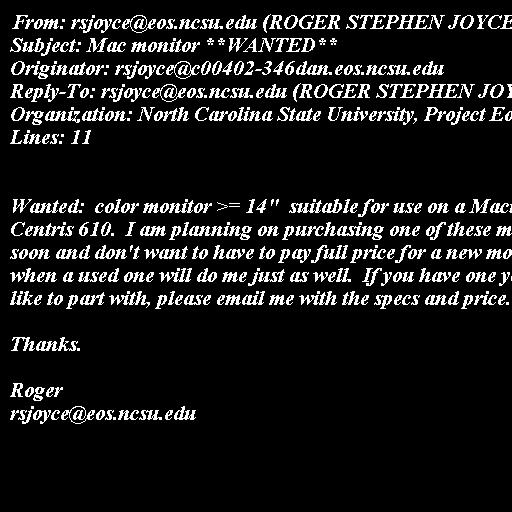 From: rsjoyce@eos.ncsu.edu (ROGER STEPHEN JOYCE
Subject: Mac monitor **WANTED**
Originator: rsjoyce@c00402-346dan.eos.ncsu.edu
Reply-To: rsjoyce@eos.ncsu.edu (ROGER STEPHEN JOY
Organization: North Carolina State University, Project Eo
Lines: 11
Wanted:  color monitor >= 14"  suitable for use on a Maci
Centris 610.  I am planning on purchasing one of these m
soon and don't want to have to pay full price for a new mo
when a used one will do me just as well.  If you have one y
like to part with, please email me with the specs and price.
Thanks.
Roger
rsjoyce@eos.ncsu.edu